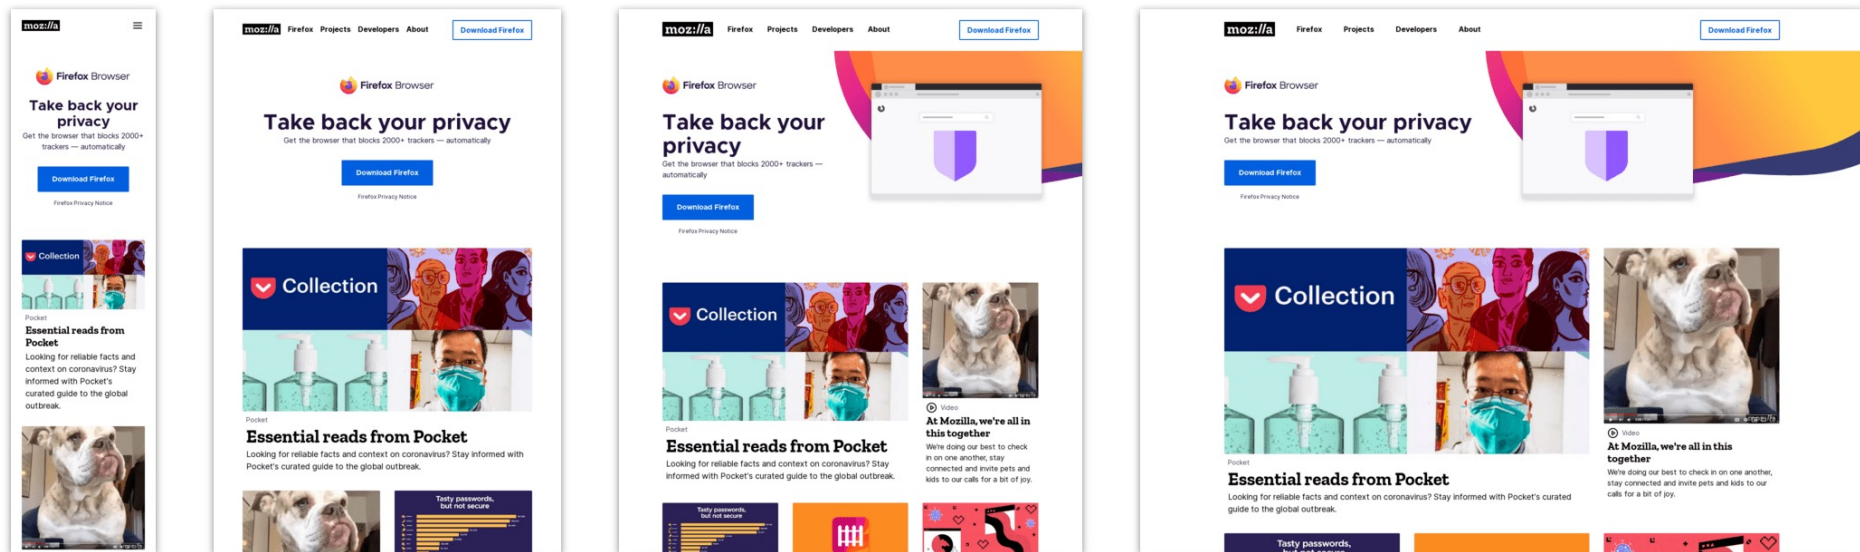 moz://a
Firefox Browser
Take back your
privacy
Get the browser that blocks 2000+
trackers — automatically
Download Firefox
Firefox Privacy Notice
Collection
Pocket
Essential reads from
Pocket
Looking for reliable facts and
context on coronavirus? Stay
informed with Pocket's
curated guide to the global
outbreak.
moz://a Firefox Projects Developers About Download Firefox
Firefox Browser
Take back your privacy
Get the browser that blocks 2000+ trackers — automatically
Download Firefox
Firefox Privacy Notice
Collection
Pocket
Essential reads from Pocket
Looking for reliable facts and context on coronavirus? Stay informed with
Pocket's curated guide to the global outbreak.
Tasty passwords,
but not secure
moz://a Firefox Projects Developers About Download Firefox
Firefox Browser
Take back your
privacy
Get the browser that blocks 2000+ trackers —
automatically
Download Firefox
Firefox Privacy Notice
Collection
Pocket
Essential reads from Pocket
Looking for reliable facts and context on coronavirus? Stay
informed with Pocket's curated guide to the global outbreak.
Video
At Mozilla, we're all in
this together
We're doing our best to check
in on one another, stay
connected and invite pets and
kids to our calls for a bit of joy.
Tasty passwords,
but not secure
moz://a Firefox Projects Developers About Download Firefox
Firefox Browser
Take back your privacy
Get the browser that blocks 2000+ trackers — automatically
Download Firefox
Firefox Privacy Notice
Collection
Pocket
Essential reads from Pocket
Looking for reliable facts and context on coronavirus? Stay informed with Pocket's curated
guide to the global outbreak.
Video
At Mozilla, we're all in this
together
We're doing our best to check in on one another,
stay connected and invite pets and kids to our
calls for a bit of joy.
Tasty passwords,
but not secure